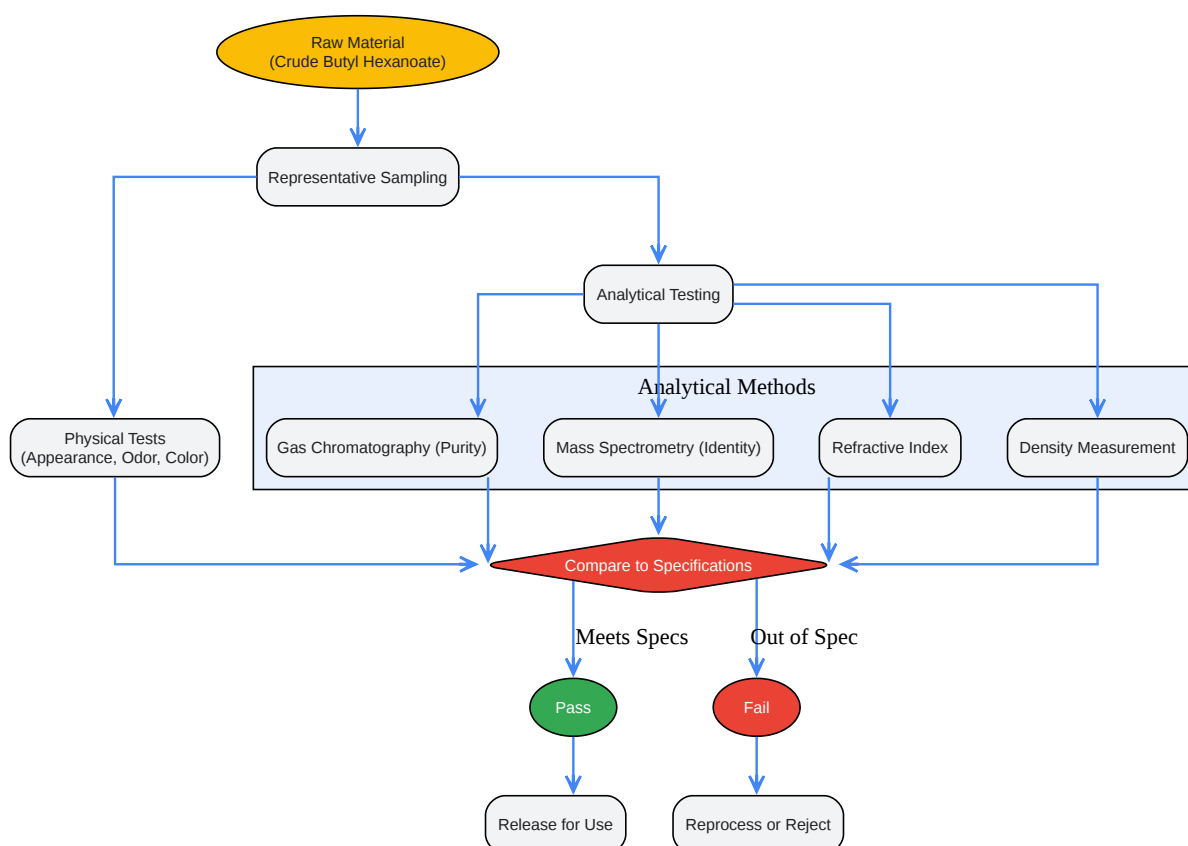 Raw Material
(Crude Butyl Hexanoate)
Representative Sampling
Analytical Testing
Analytical Methods
Physical Tests
(Appearance, Odor, Color)
Gas Chromatography (Purity)
Mass Spectrometry (Identity)
Refractive Index
Density Measurement
Compare to Specifications
Meets Specs
Out of Spec
Pass
Fail
Release for Use
Reprocess or Reject